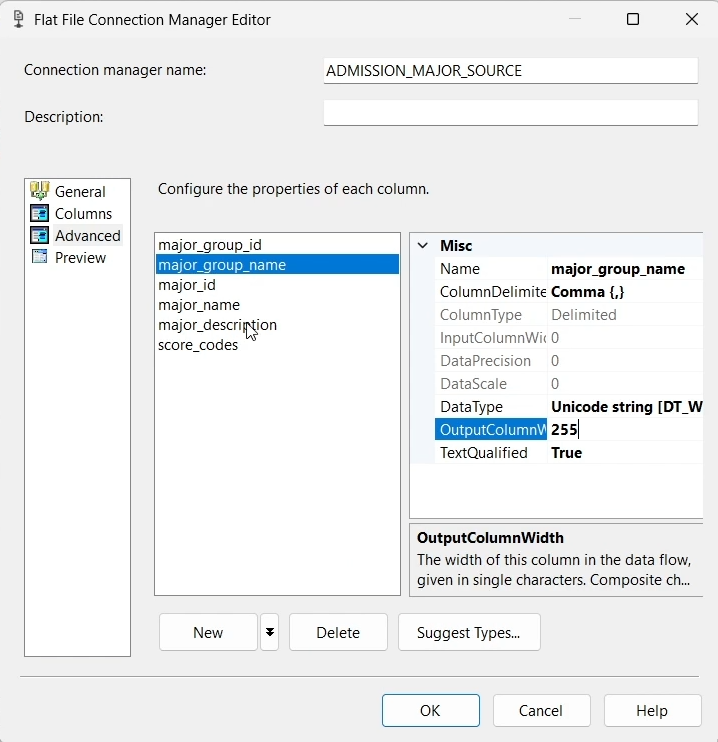 Flat File Connection Manager Editor
Connection manager name:
ADMISSION_MAJOR_SOURCE
Description:
General
Columns
Advanced
Preview
Configure the properties of each column.
major_group_id
major_group_name
major_id
major_name
major_description
score_codes
Misc
Name major_group_name
ColumnDelimite Comma {,}
ColumnType Delimited
InputColumnWi 0
DataPrecision 0
DataScale 0
DataType Unicode string [DT_W
OutputColumnW 255
TextQualified True
OutputColumnWidth
The width of this column in the data flow,
given in single characters. Composite ch...
New
Delete
Suggest Types...
OK
Cancel
Help